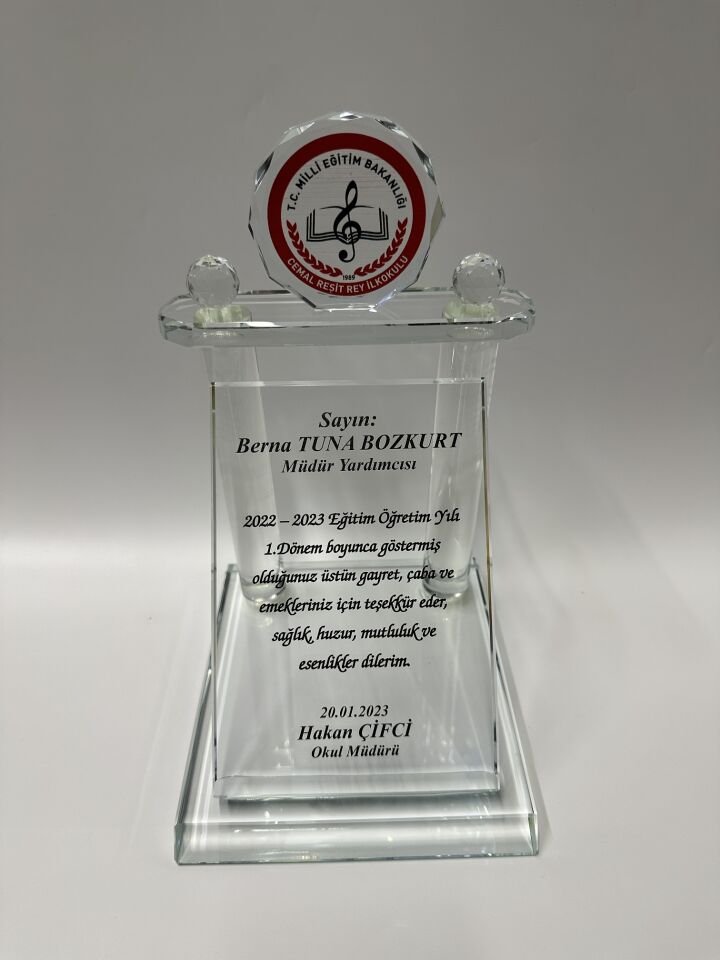 T.C. MİLLİ EĞİTİM BAKANLIĞI
1989
CEMAL REŞİT REY İLKOKULU
Sayın:
Berna TUNA BOZKURT
Müdür Yardımcısı
2022 – 2023 Eğitim Öğretim Yılı
1.Dönem boyunca göstermiş
olduğunuz üstün gayret, çaba ve
emekleriniz için teşekkür eder,
sağlık, huzur, mutluluk ve
esenlikler dilerim.
20.01.2023
Hakan ÇİFCİ
Okul Müdürü